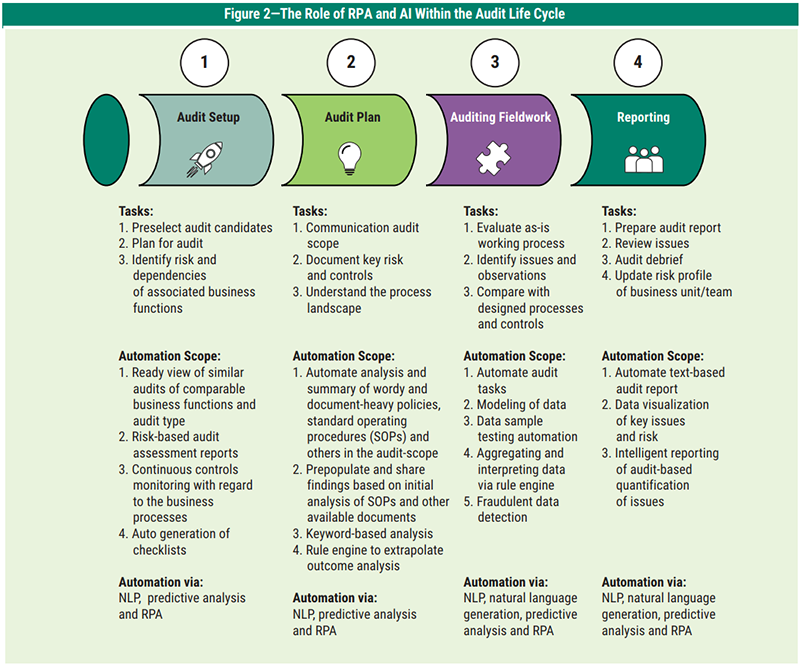 Figure 2—The Role of RPA and AI Within the Audit Life Cycle
1
2
3
4
Audit Setup
Audit Plan
Auditing Fieldwork
Reporting
Tasks:
1. Preselect audit candidates
2. Plan for audit
3. Identify risk and
dependencies
of associated business
functions
Automation Scope:
1. Ready view of similar
audits of comparable
business functions and
audit type
2. Risk-based audit
assessment reports
3. Continuous controls
monitoring with regard
to the business
processes
4. Auto generation of
checklists
Automation via:
NLP, predictive analysis
and RPA
Tasks:
1. Communication audit
scope
2. Document key risk
and controls
3. Understand the process
landscape
Automation Scope:
1. Automate analysis and
summary of wordy and
document-heavy policies,
standard operating
procedures (SOPs) and
others in the audit-scope
2. Prepopulate and share
findings based on initial
analysis of SOPs and other
available documents
3. Keyword-based analysis
4. Rule engine to extrapolate
outcome analysis
Automation via:
NLP, predictive analysis
and RPA
Tasks:
1. Evaluate as-is
working process
2. Identify issues and
observations
3. Compare with
designed processes
and controls
Automation Scope:
1. Automate audit
tasks
2. Modeling of data
3. Data sample
testing automation
4. Aggregating and
interpreting data
via rule engine
5. Fraudulent data
detection
Automation via:
NLP, natural language
generation, predictive
analysis and RPA
Tasks:
1. Prepare audit report
2. Review issues
3. Audit debrief
4. Update risk profile
of business unit/team
Automation Scope:
1. Automate text-based
audit report
2. Data visualization
of key issues
and risk
3. Intelligent reporting
of audit-based
quantification
of issues
Automation via:
NLP, natural language
generation, predictive
analysis and RPA